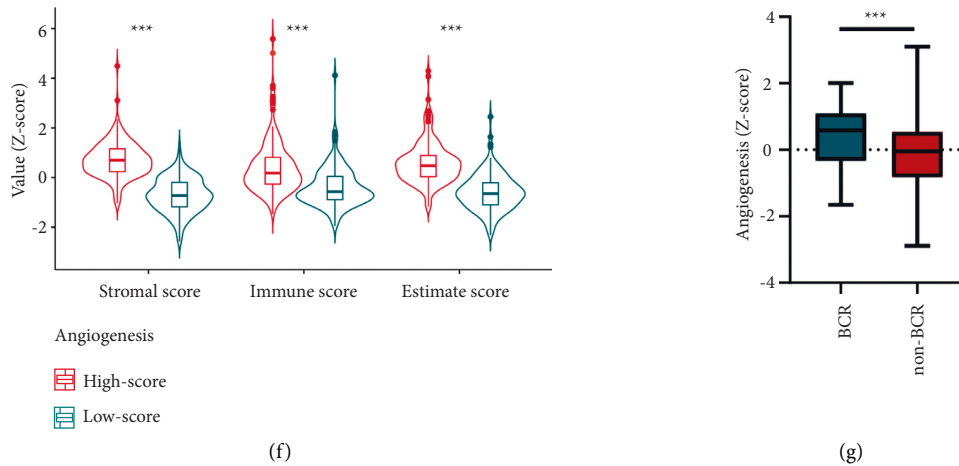 6
4
2
0
-2
Value (Z-score)
***
***
***
Stromal score
Immune score
Estimate score
Angiogenesis
High-score
Low-score
(f)
4
2
0
-2
-4
Angiogenesis (Z-score)
***
BCR
non-BCR
(g)